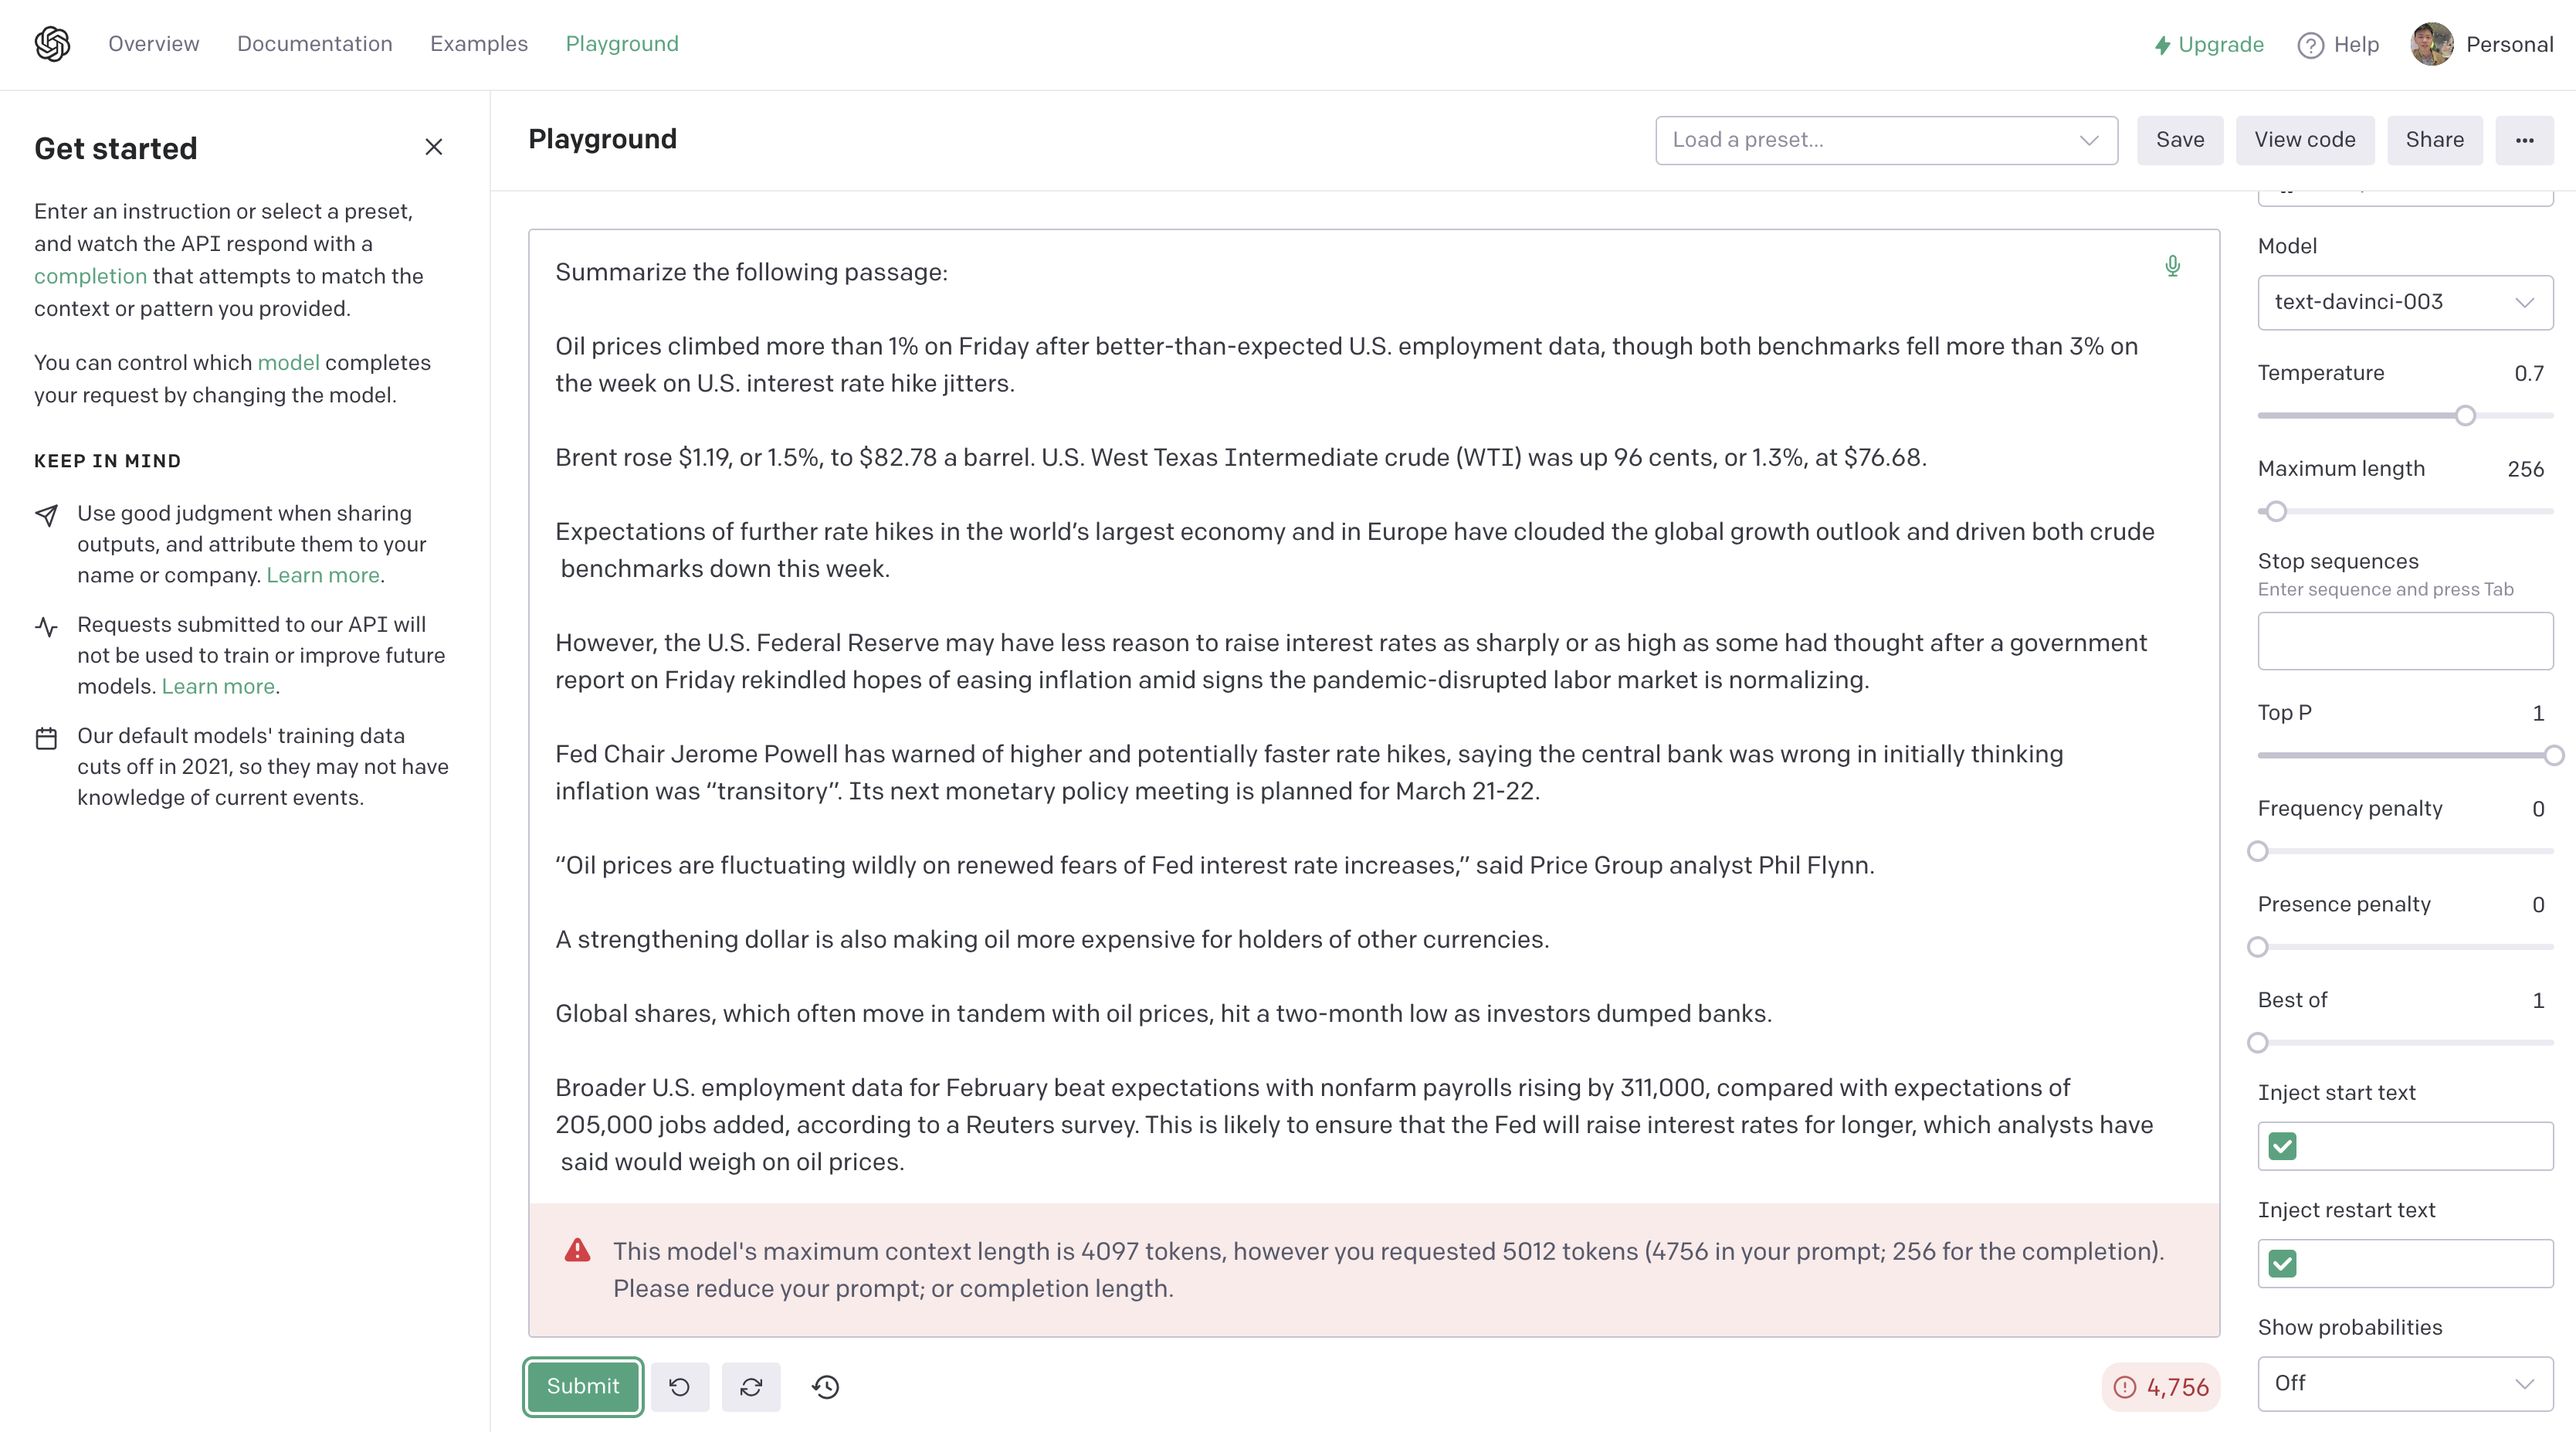 Overview Documentation Examples Playground Upgrade Help Personal
Get started
Enter an instruction or select a preset,
and watch the API respond with a
completion that attempts to match the
context or pattern you provided.
You can control which model completes
your request by changing the model.
KEEP IN MIND
Use good judgment when sharing
outputs, and attribute them to your
name or company. Learn more.
Requests submitted to our API will
not be used to train or improve future
models. Learn more.
Our default models' training data
cuts off in 2021, so they may not have
knowledge of current events.
Playground
Load a preset... Save View code Share ...
Summarize the following passage:
Oil prices climbed more than 1% on Friday after better-than-expected U.S. employment data, though both benchmarks fell more than 3% on
the week on U.S. interest rate hike jitters.
Brent rose $1.19, or 1.5%, to $82.78 a barrel. U.S. West Texas Intermediate crude (WTI) was up 96 cents, or 1.3%, at $76.68.
Expectations of further rate hikes in the world’s largest economy and in Europe have clouded the global growth outlook and driven both crude
benchmarks down this week.
However, the U.S. Federal Reserve may have less reason to raise interest rates as sharply or as high as some had thought after a government
report on Friday rekindled hopes of easing inflation amid signs the pandemic-disrupted labor market is normalizing.
Fed Chair Jerome Powell has warned of higher and potentially faster rate hikes, saying the central bank was wrong in initially thinking
inflation was “transitory”. Its next monetary policy meeting is planned for March 21-22.
“Oil prices are fluctuating wildly on renewed fears of Fed interest rate increases,” said Price Group analyst Phil Flynn.
A strengthening dollar is also making oil more expensive for holders of other currencies.
Global shares, which often move in tandem with oil prices, hit a two-month low as investors dumped banks.
Broader U.S. employment data for February beat expectations with nonfarm payrolls rising by 311,000, compared with expectations of
205,000 jobs added, according to a Reuters survey. This is likely to ensure that the Fed will raise interest rates for longer, which analysts have
said would weigh on oil prices.
This model's maximum context length is 4097 tokens, however you requested 5012 tokens (4756 in your prompt; 256 for the completion).
Please reduce your prompt; or completion length.
Submit
4,756
Model
text-davinci-003
Temperature 0.7
Maximum length 256
Stop sequences
Enter sequence and press Tab
Top P 1
Frequency penalty 0
Presence penalty 0
Best of 1
Inject start text
Inject restart text
Show probabilities
Off